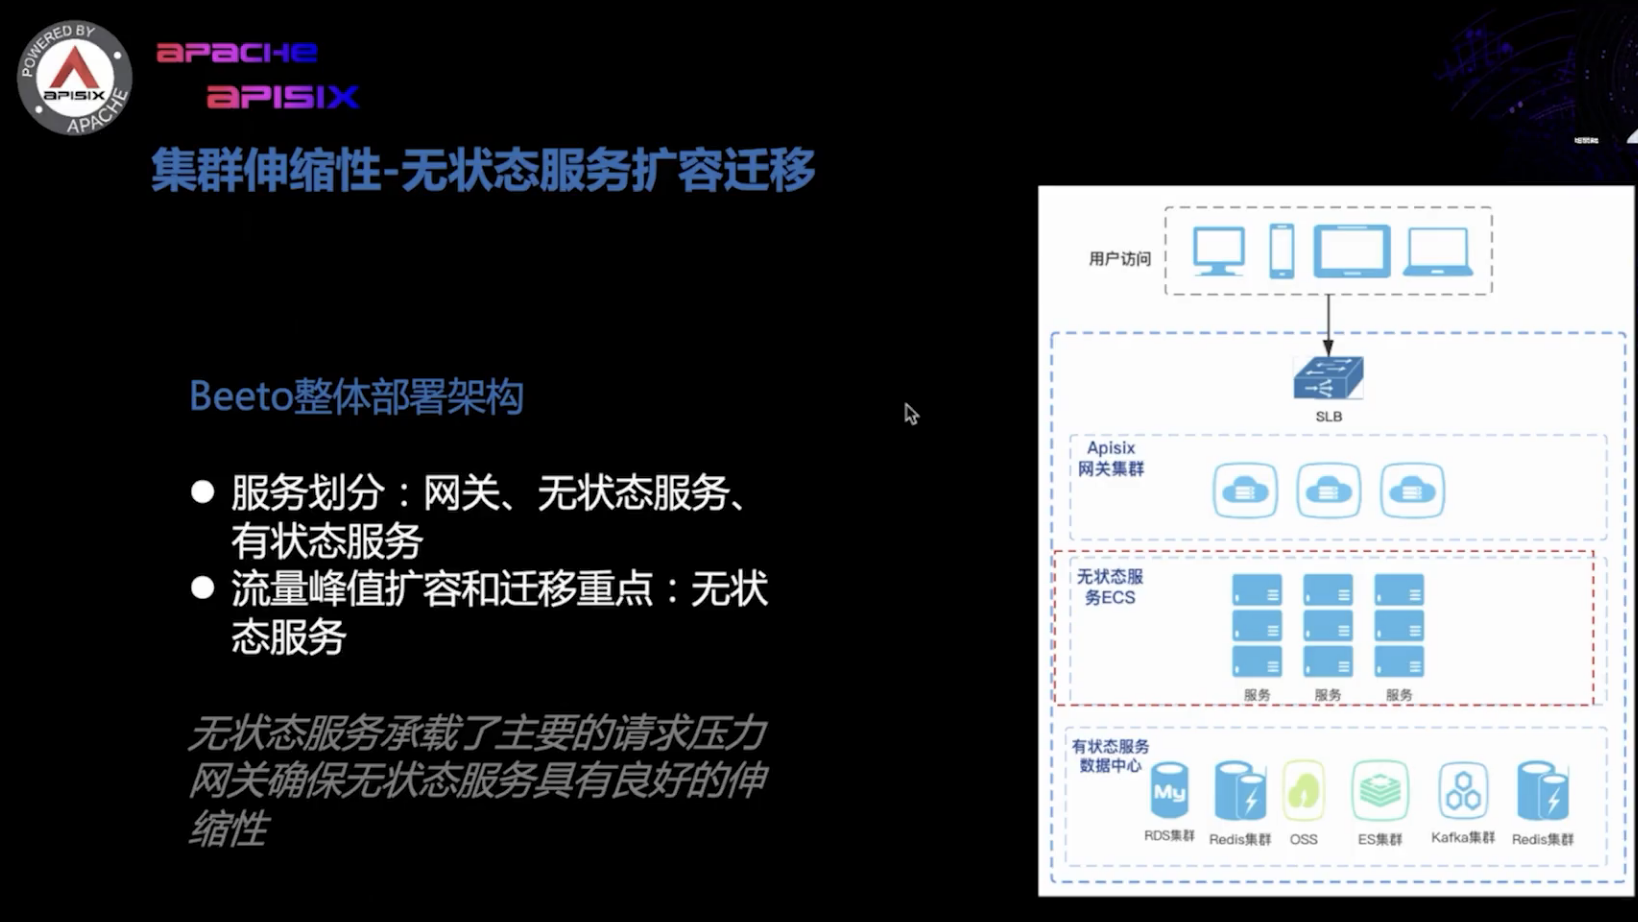 POWERED BY
APISIX
APACHE
APACHE
APISIX
集群伸缩性-无状态服务扩容迁移
Beeto整体部署架构
● 服务划分：网关、无状态服务、
有状态服务
● 流量峰值扩容和迁移重点：无状
态服务
无状态服务承载了主要的请求压力
网关确保无状态服务具有良好的伸
缩性
用户访问
SLB
Apisix
网关集群
无状态服
务ECS
服务 服务 服务
有状态服务
数据中心
My
RDS集群 Redis集群 OSS ES集群 Kafka集群 Redis集群